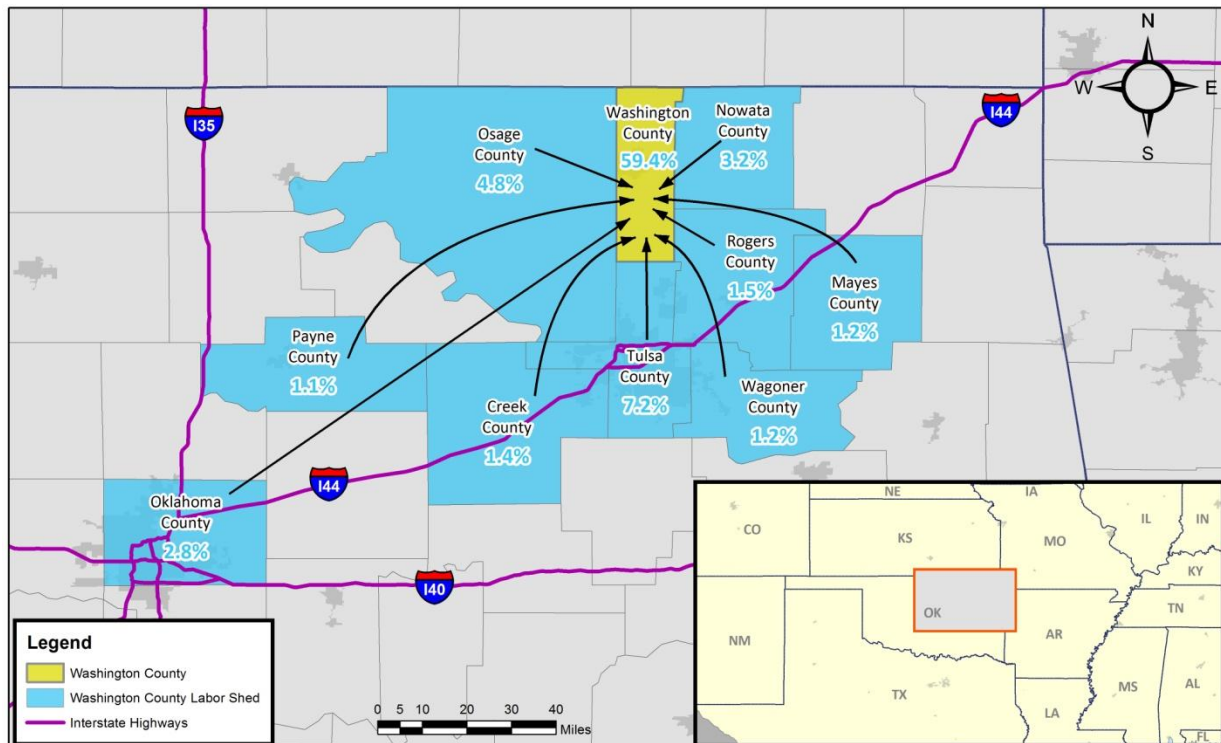 N
W
E
S
I35
I44
Osage
County
4.8%
Washington
County
59.4%
Nowata
County
3.2%
Rogers
County
1.5%
Mayes
County
1.2%
Payne
County
1.1%
Creek
County
1.4%
Tulsa
County
7.2%
Wagoner
County
1.2%
Oklahoma
County
2.8%
I44
I40
Legend
Washington County
Washington County Labor Shed
Interstate Highways
0 5 10 20 30 40
Miles
NE
IA
CO
IL
IN
KS
MO
KY
OK
TN
NM
AR
MS
AL
TX
LA
FL